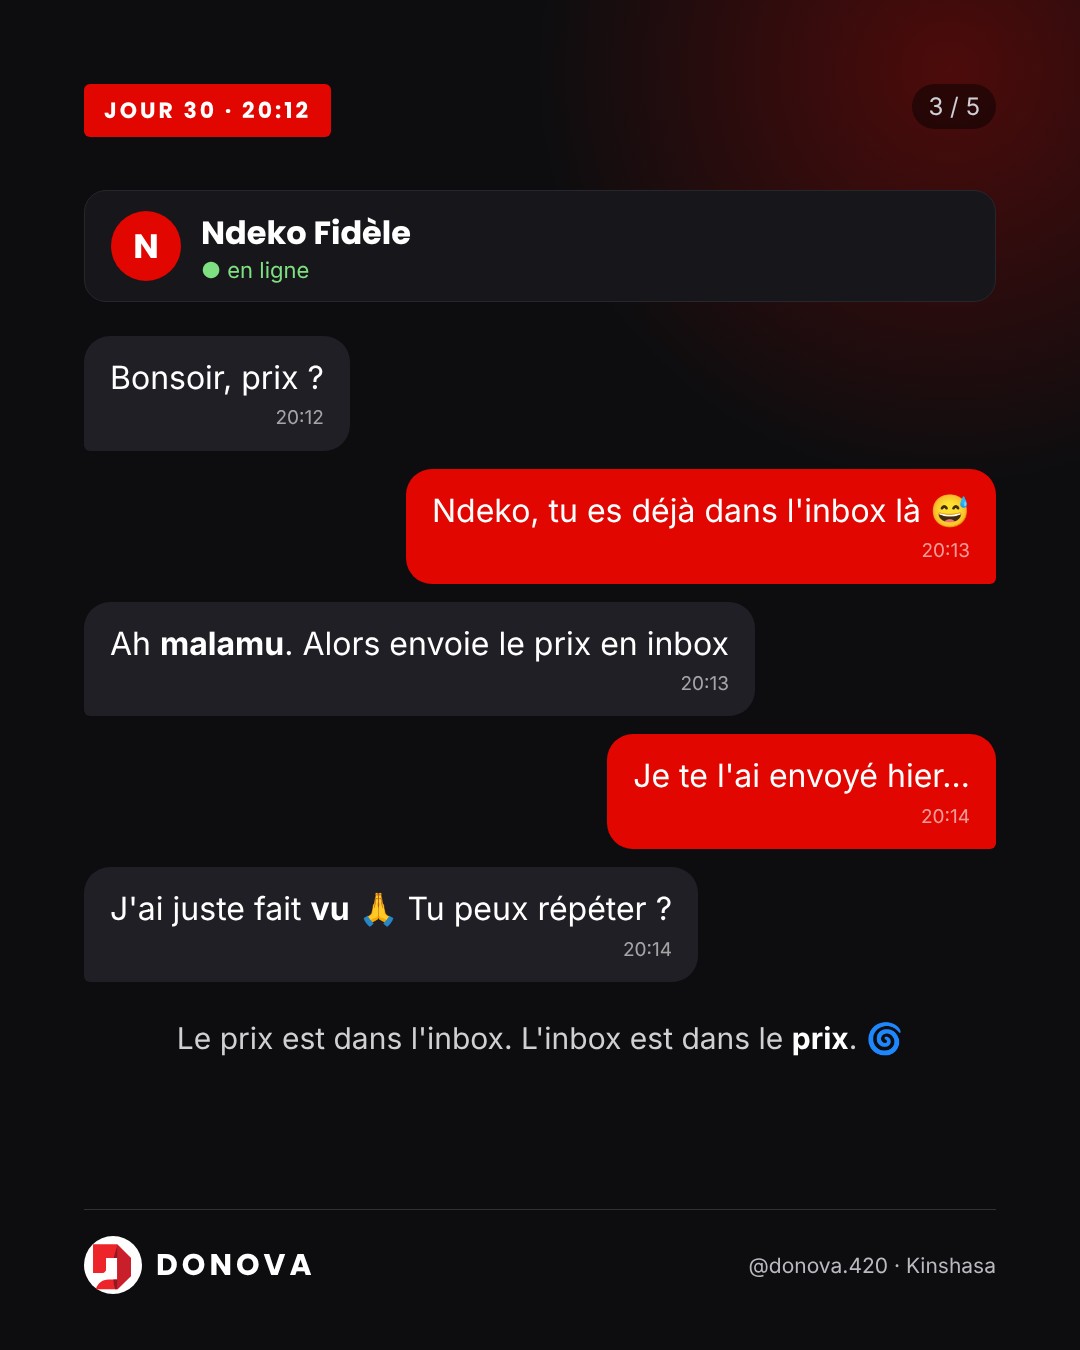 JOUR 30 · 20:12
3 / 5
N
Ndeko Fidèle
en ligne
Bonsoir, prix ?
20:12
Ndeko, tu es déjà dans l'inbox là 😅
20:13
Ah malamu. Alors envoie le prix en inbox
20:13
Je te l'ai envoyé hier…
20:14
J'ai juste fait vu 🙏 Tu peux répéter ?
20:14
Le prix est dans l'inbox. L'inbox est dans le prix. 🌀
DONOVA
@donova.420 · Kinshasa